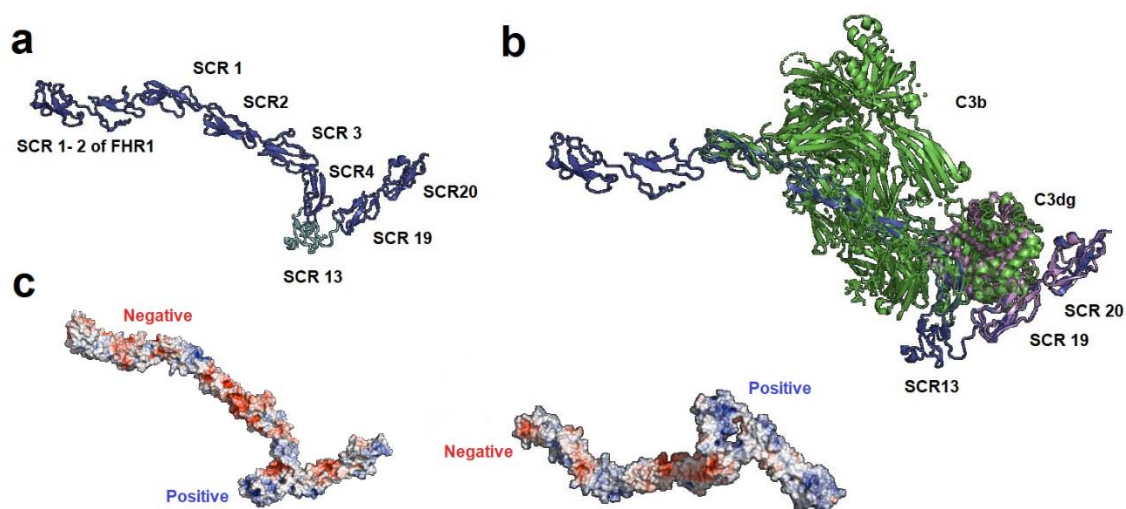 a
SCR 1
SCR2
SCR 3
SCR4
SCR20
SCR 1- 2 of FHR1
SCR 19
SCR 13
b
C3b
C3dg
SCR 20
SCR 19
SCR13
c
Negative
Positive
Positive
Negative